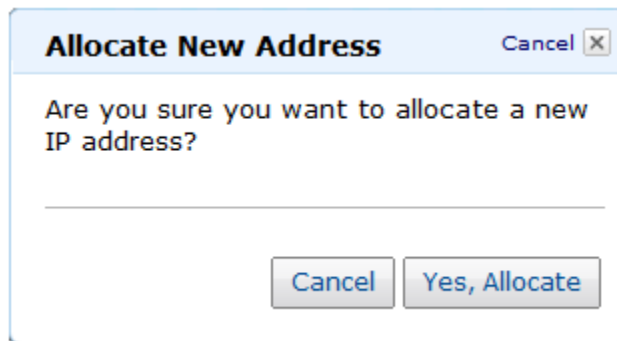 Allocate New Address Cancel
Are you sure you want to allocate a new
IP address?
Cancel Yes, Allocate